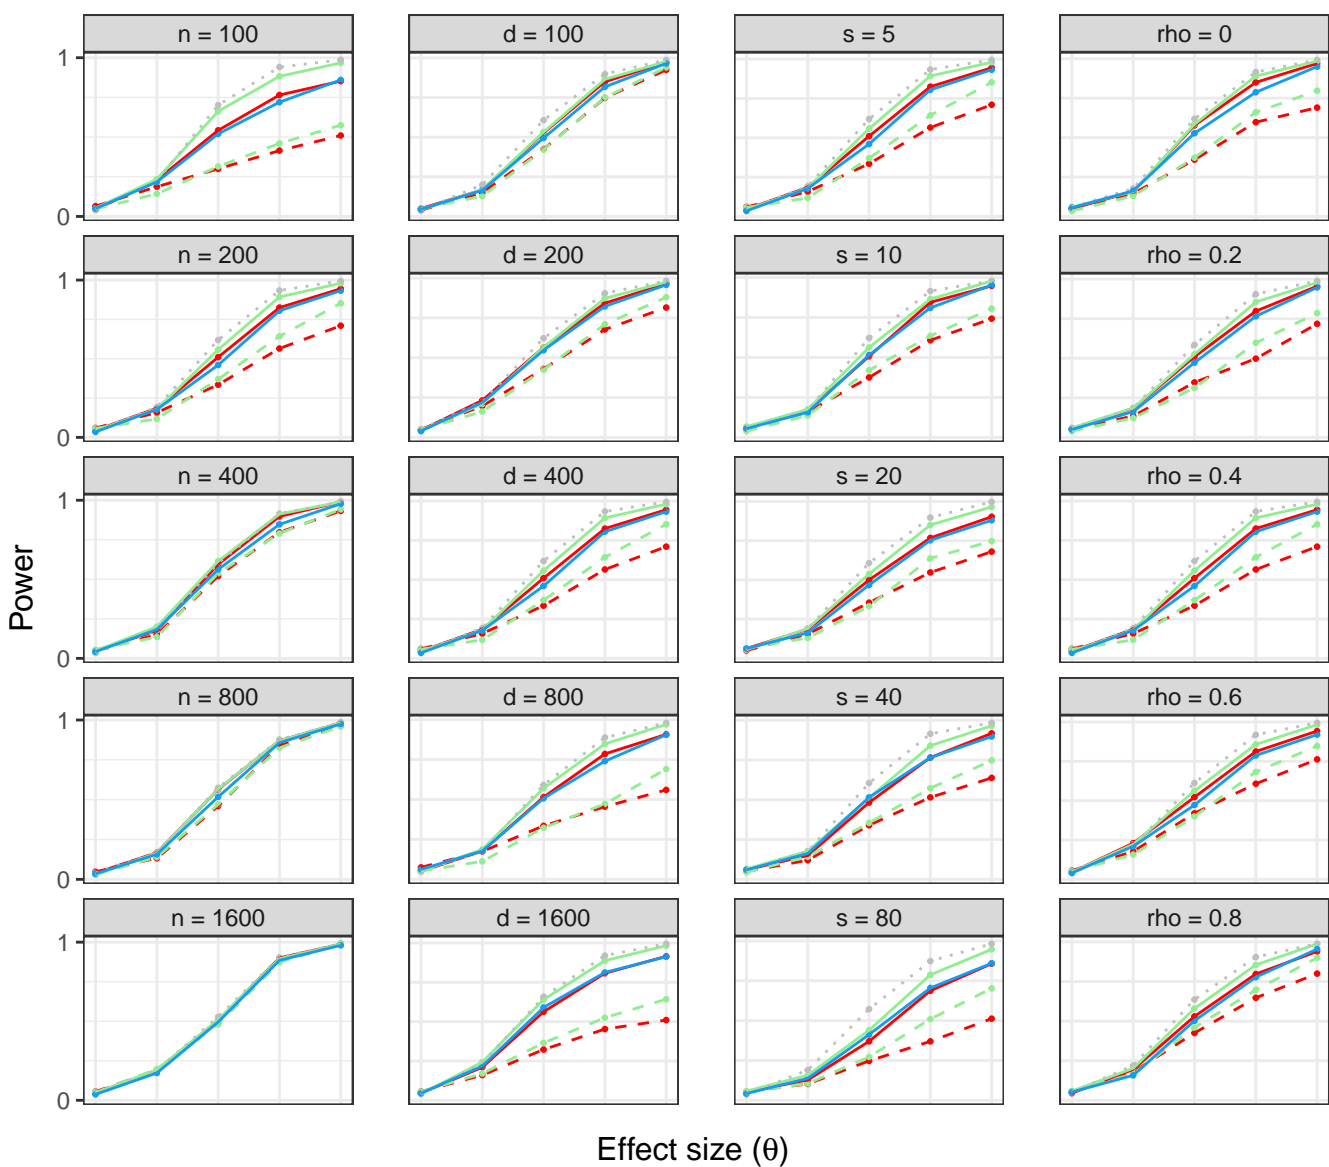 n = 100
d = 100
s = 5
rho = 0
1
0
n = 200
d = 200
s = 10
rho = 0.2
1
0
n = 400
d = 400
s = 20
rho = 0.4
1
0
Power
n = 800
d = 800
s = 40
rho = 0.6
1
0
n = 1600
d = 1600
s = 80
rho = 0.8
1
0
Effect size (θ)